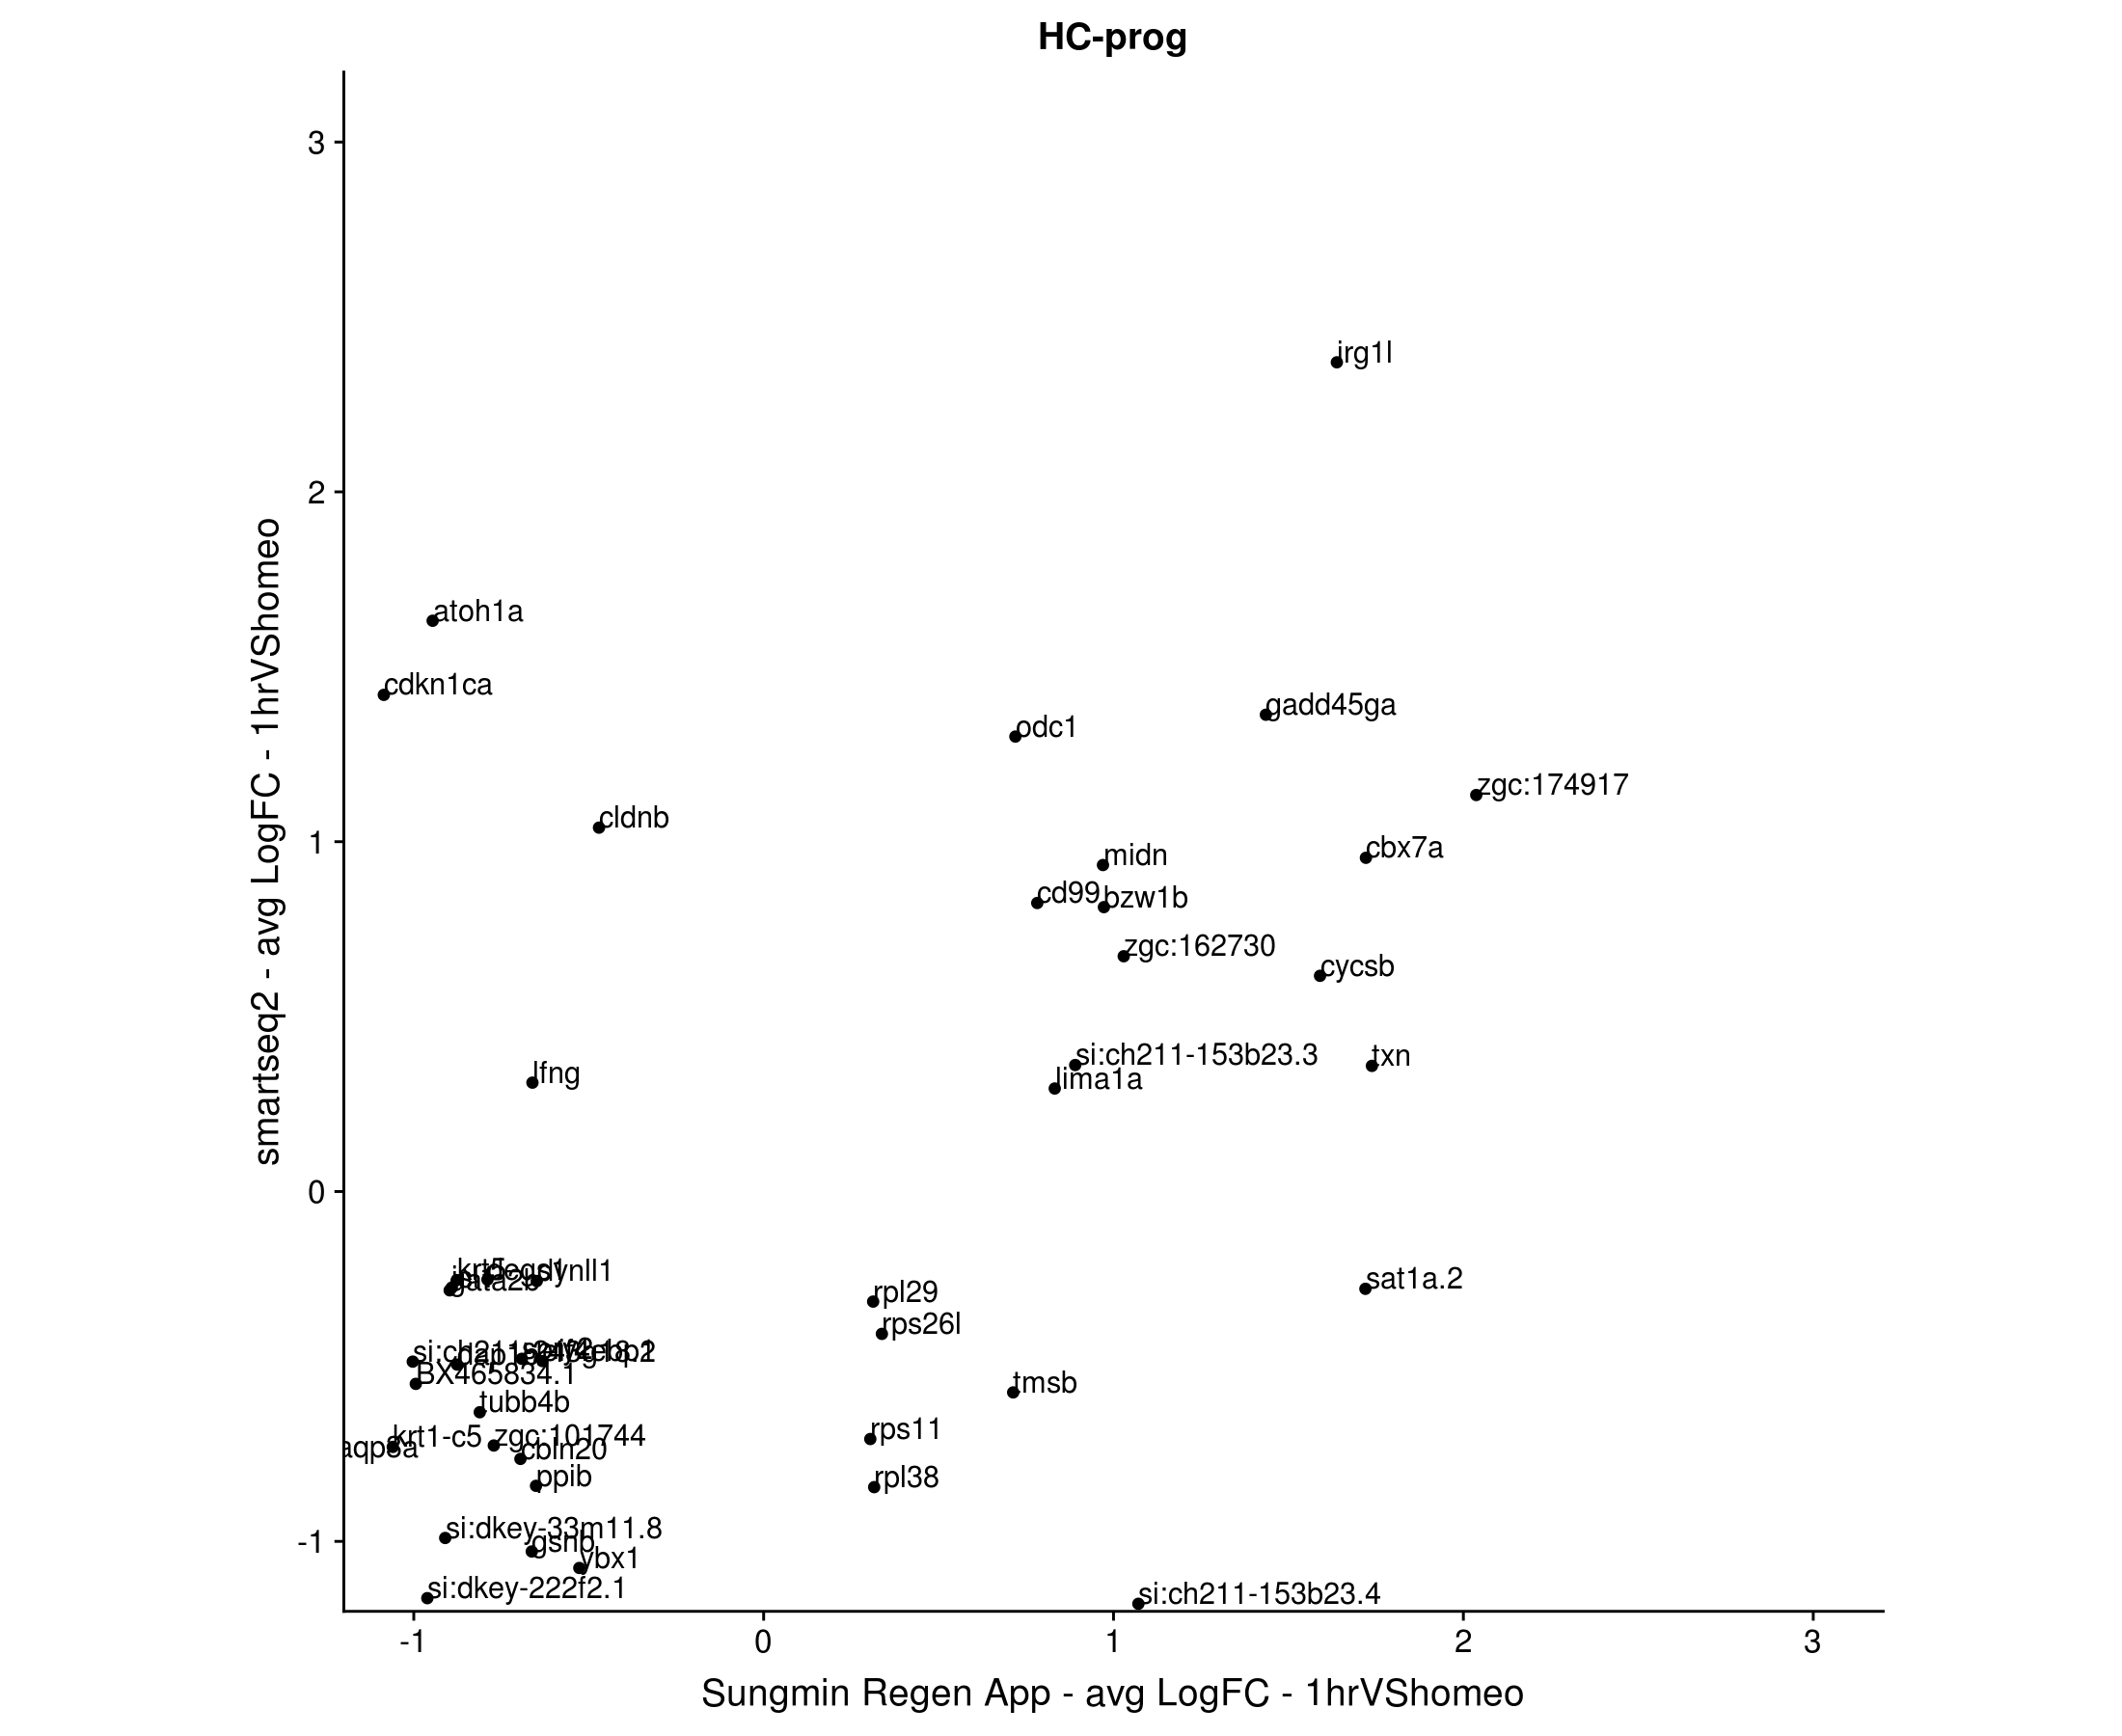 HC-prog
3
irg1l
2
atoh1a
cdkn1ca
gadd45ga
odc1
zgc:174917
cldnb
1
cbx7a
midn
cd99
bzw1b
zgc:162730
cycsb
si:ch211-153b23.3
txn
lima1a
lfng
0
krt5
dynll1
gata2b
sat1a.2
rpl29
rps26l
BX465834.1
tmsb
tubb4b
rps11
krt1-c5
zgc:101744
cbln20
ppib
rpl38
si:dkey-33m11.8
-1
gsnb
ybx1
si:dkey-222f2.1
si:ch211-153b23.4
-1 0 1 2 3
Sungmin Regen App - avg LogFC - 1hrVShomeo
smartseq2 - avg LogFC - 1hrVShomeo